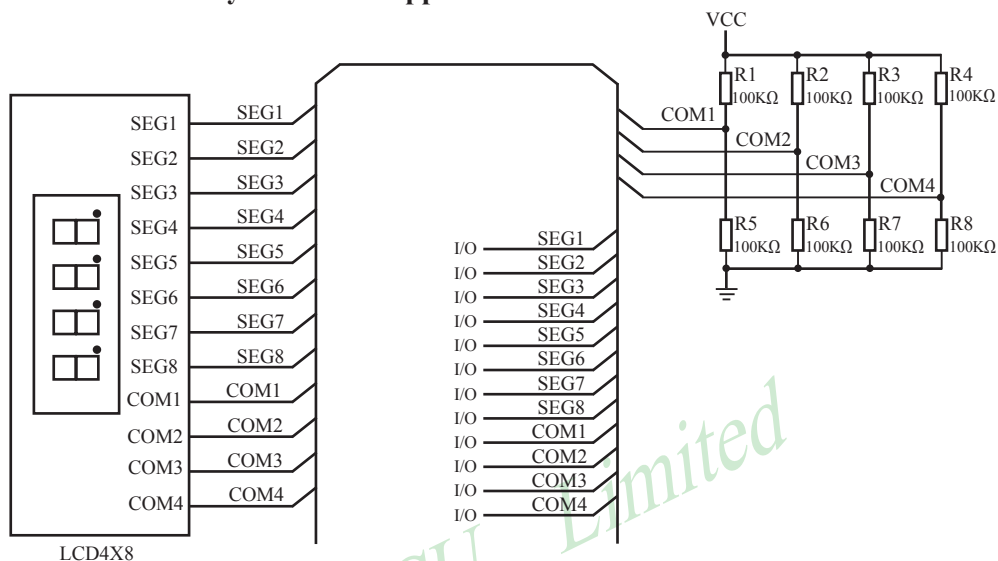 VCC
R1
R2
R3
R4
100KΩ
100KΩ
100KΩ
100KΩ
COM1
COM2
COM3
COM4
R5
R6
R7
R8
100KΩ
100KΩ
100KΩ
100KΩ
SEG1 SEG1
SEG2 SEG2
SEG3 SEG3
SEG4 SEG4
SEG5 SEG5
SEG6 SEG6
SEG7 SEG7
SEG8 SEG8
COM1 COM1
COM2 COM2
COM3 COM3
COM4 COM4
LCD4X8
I/O SEG1
I/O SEG2
I/O SEG3
I/O SEG4
I/O SEG5
I/O SEG6
I/O SEG7
I/O SEG8
I/O COM1
I/O COM2
I/O COM3
I/O COM4
Limited